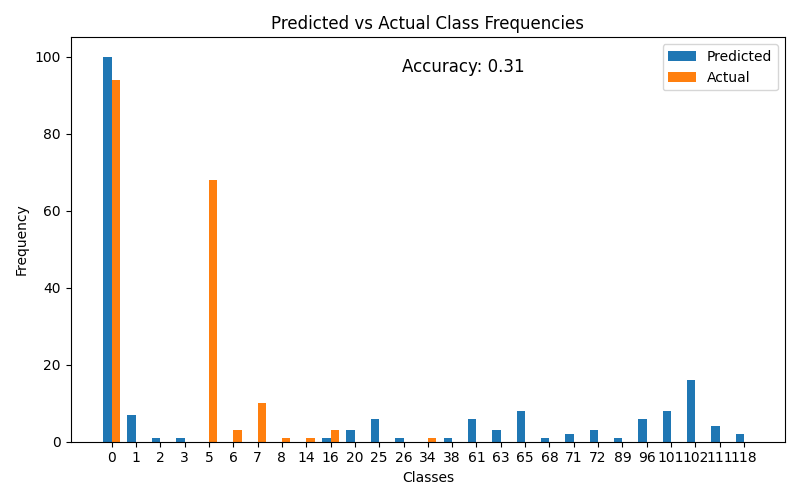 Predicted vs Actual Class Frequencies
Accuracy: 0.31
Predicted
Actual
100
80
60
40
20
0
Frequency
0 1 2 3 5 6 7 8 14 16 20 25 26 34 38 61 63 65 68 71 72 89 96 101 102 111 118
Classes